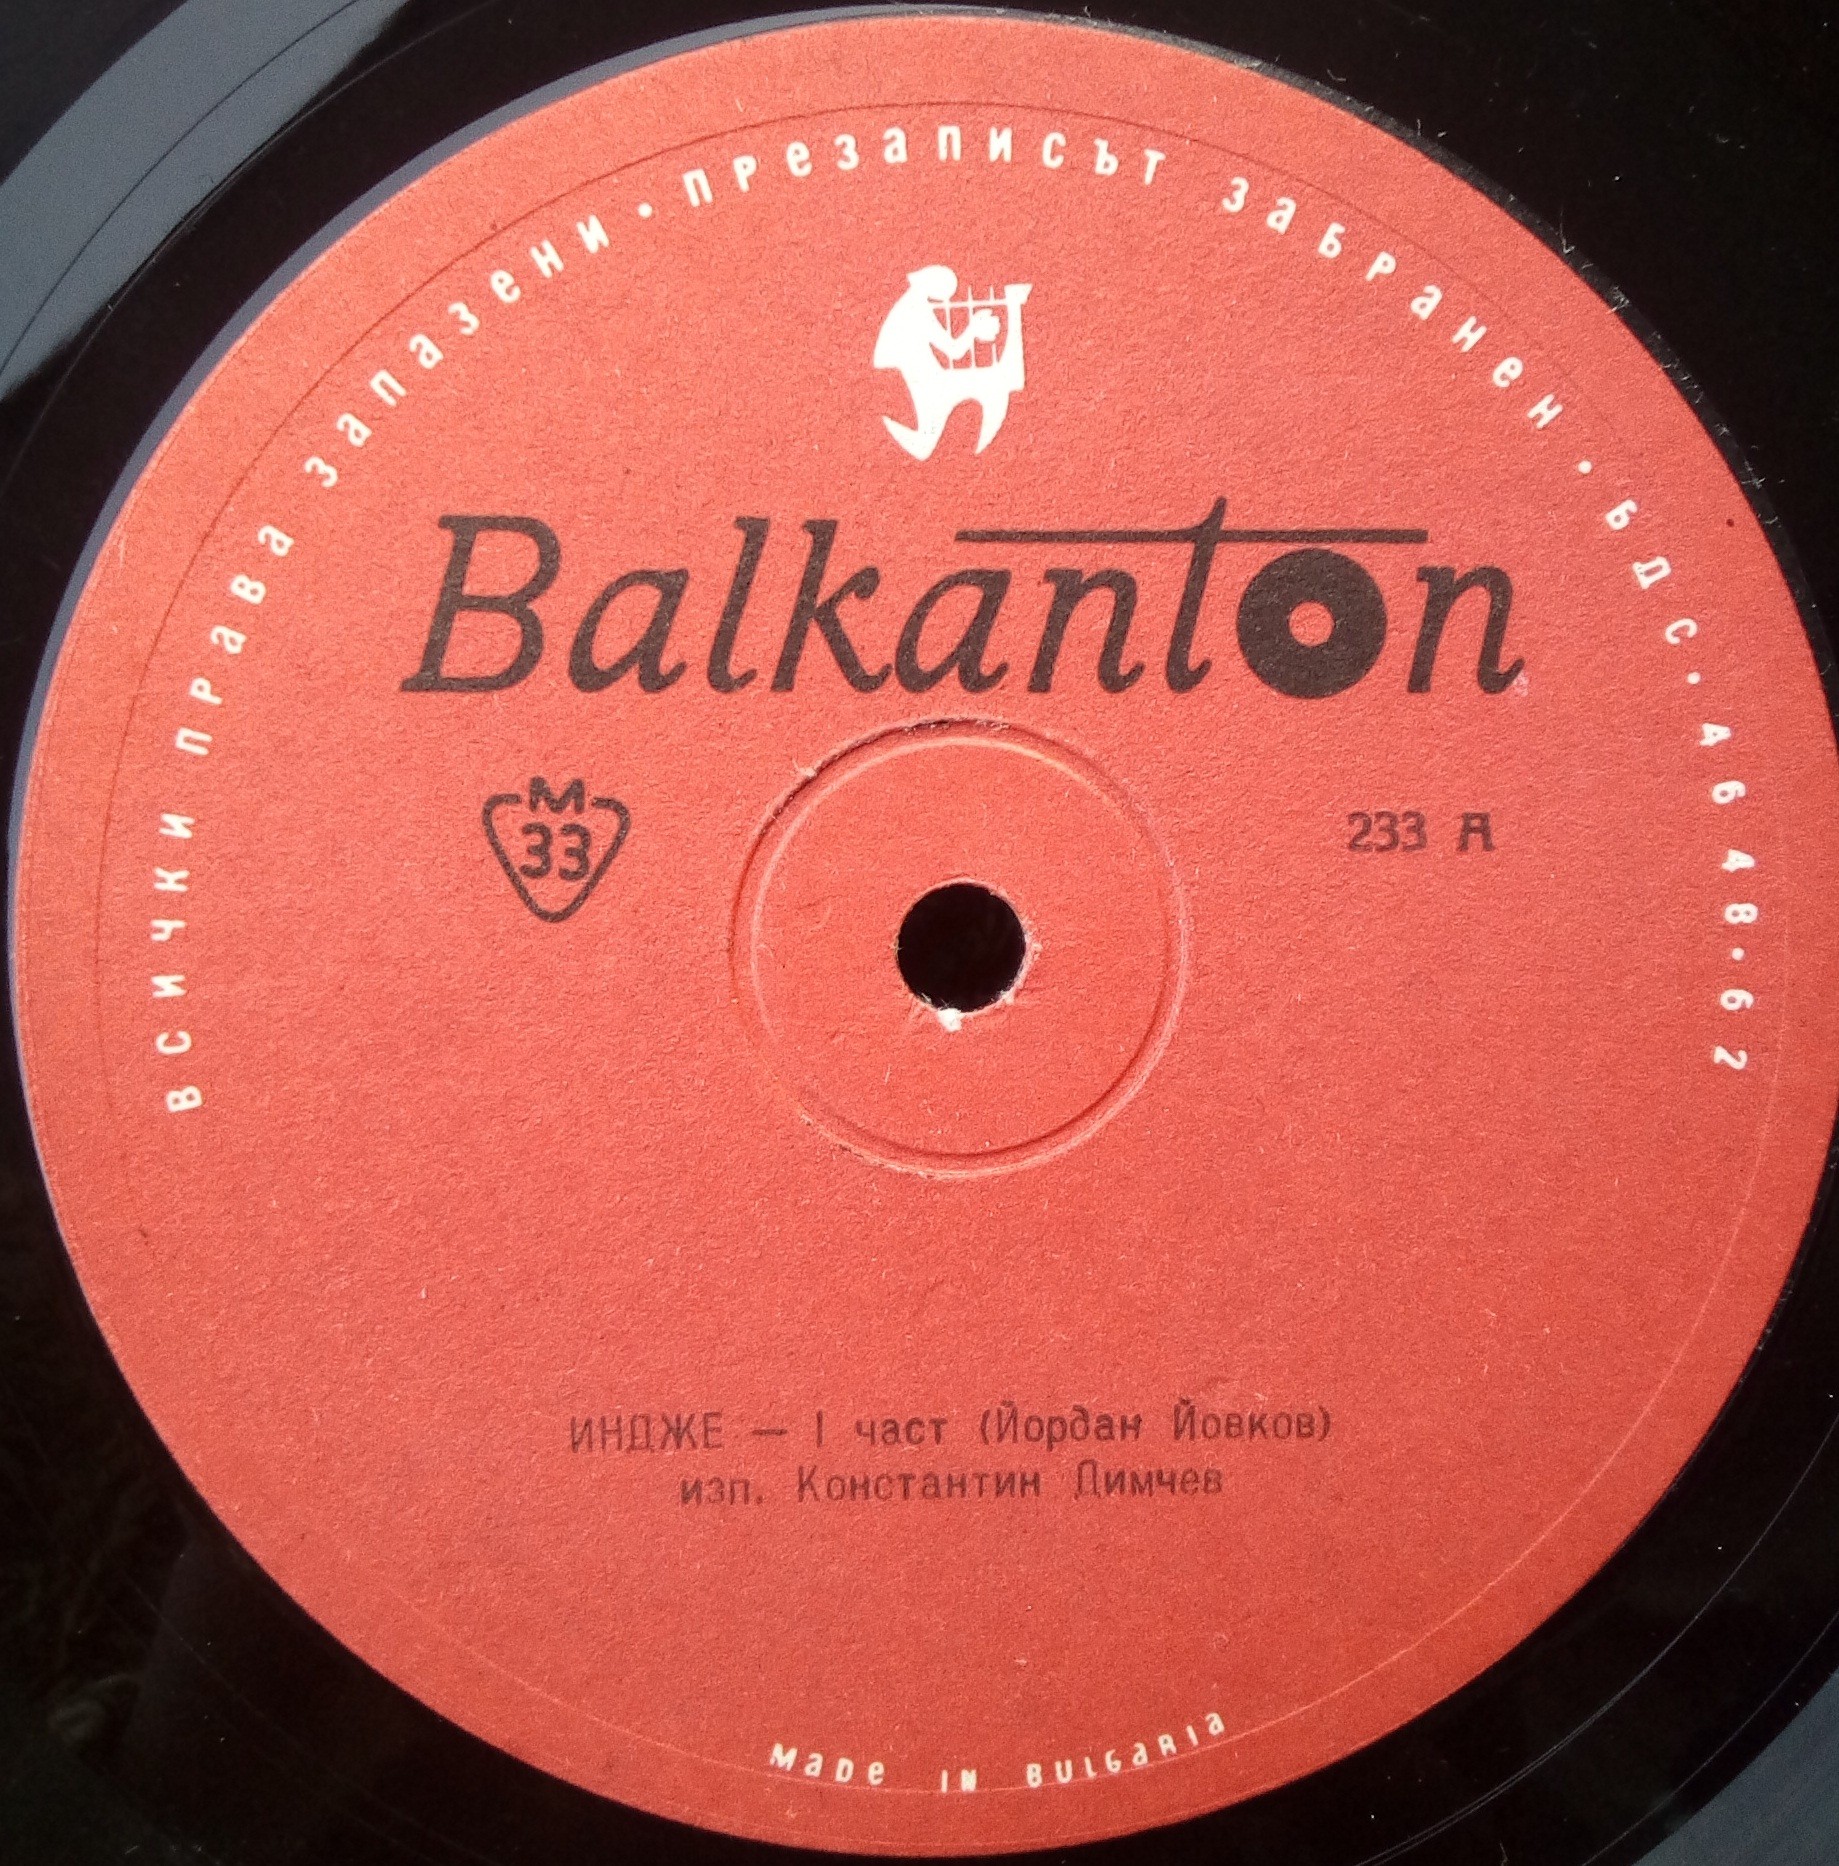 ВСИЧКИ ПРАВА ЗАПАЗЕНИ · ПРЕЗАПИСЪТ ЗАБРАНЕН · БДС. А6 48·62
Balkanton
М
33
233 А
ИНДЖЕ — I част (Йордан Йовков)
изп. Константин Димчев
MADE IN BULGARIA